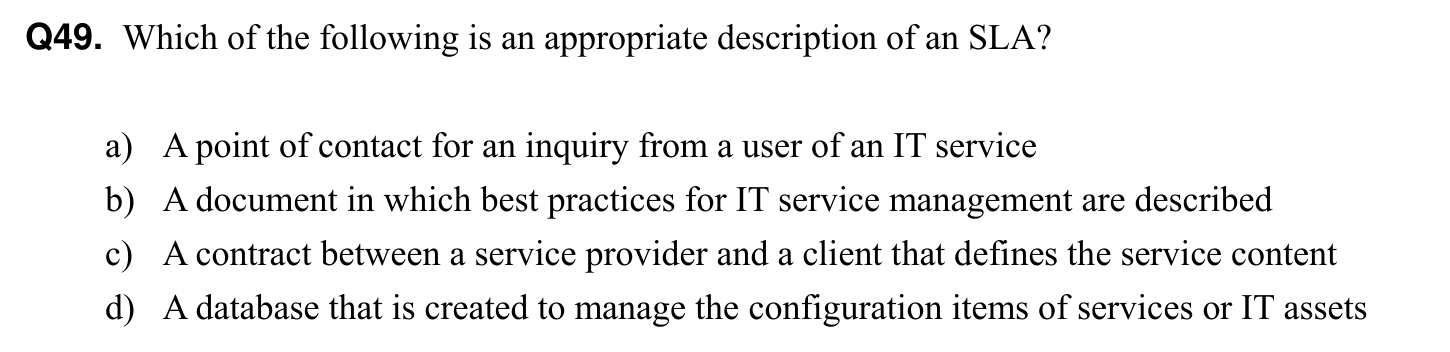 Q49. Which of the following is an appropriate description of an SLA?
a) A point of contact for an inquiry from a user of an IT service
b) A document in which best practices for IT service management are described
c) A contract between a service provider and a client that defines the service content
d) A database that is created to manage the configuration items of services or IT assets